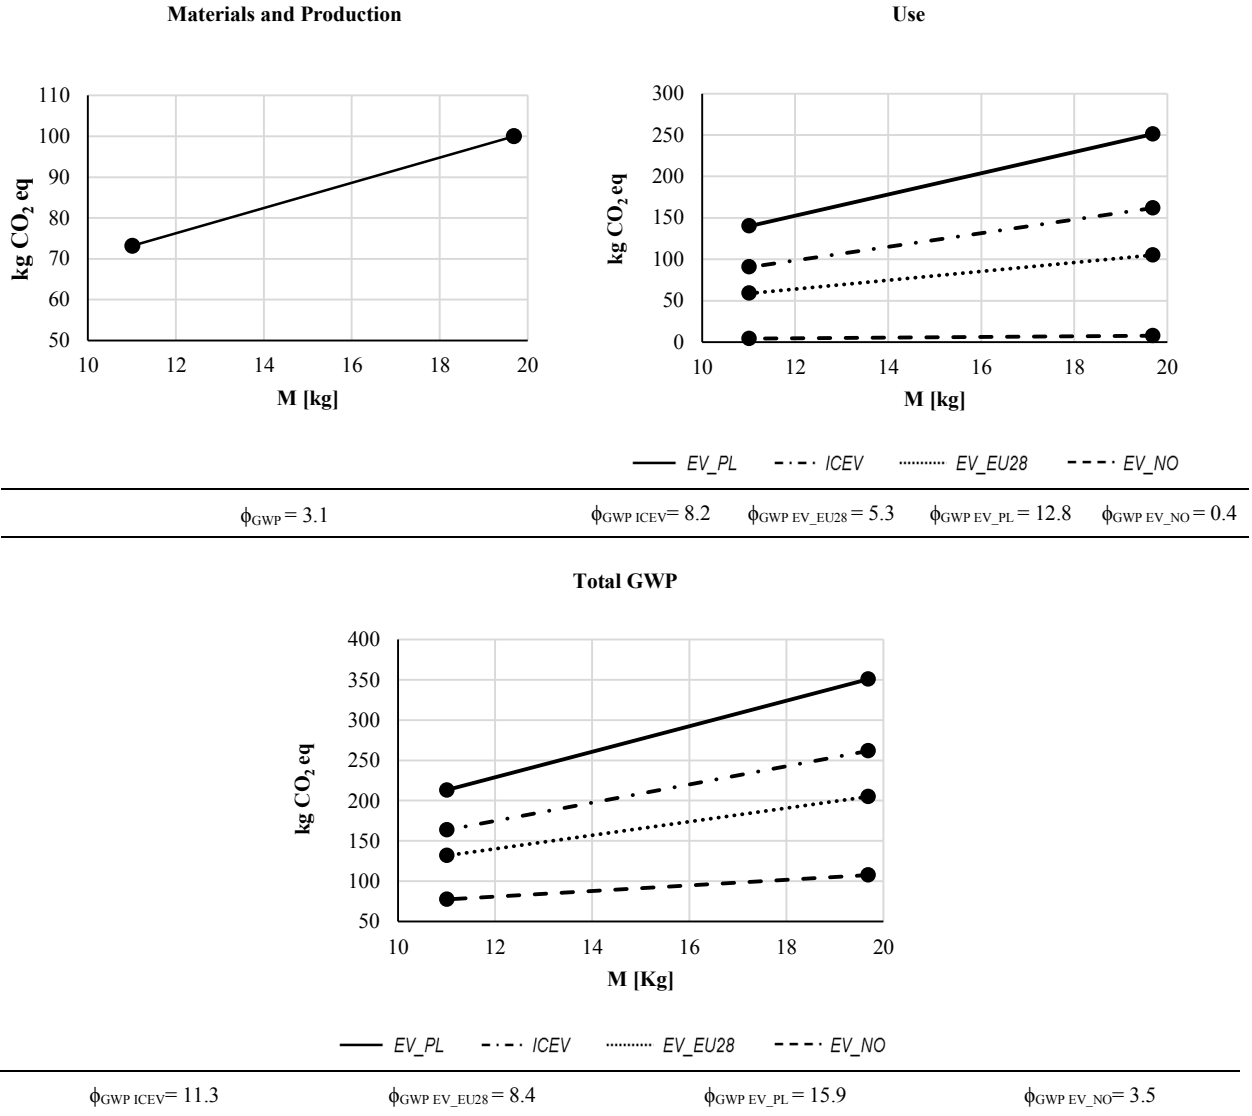 Materials and Production
Use
110
100
90
80
70
60
50
kg CO₂ eq
10 12 14 16 18 20
M [kg]
300
250
200
150
100
50
0
kg CO₂ eq
10 12 14 16 18 20
M [kg]
EV_PL ICEV EV_EU28 EV_NO
ϕGWP = 3.1
ϕGWP ICEV= 8.2 ϕGWP EV_EU28 = 5.3 ϕGWP EV_PL = 12.8 ϕGWP EV_NO = 0.4
Total GWP
400
350
300
250
200
150
100
50
kg CO₂ eq
10 12 14 16 18 20
M [Kg]
EV_PL ICEV EV_EU28 EV_NO
ϕGWP ICEV= 11.3 ϕGWP EV_EU28 = 8.4 ϕGWP EV_PL = 15.9 ϕGWP EV_NO= 3.5